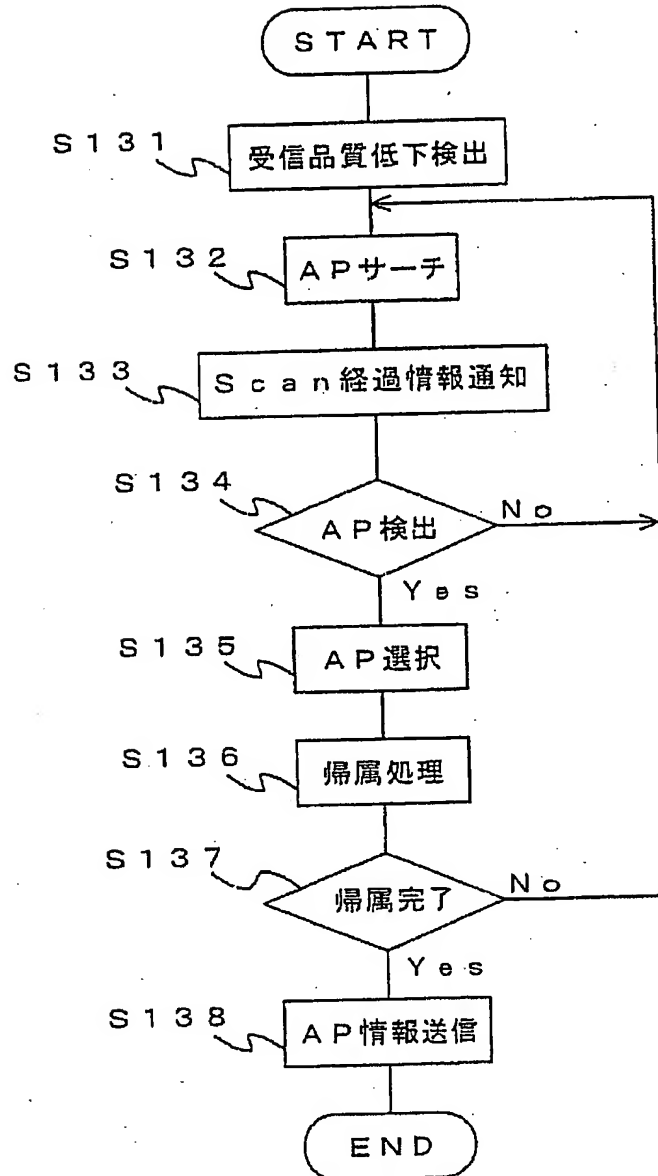 START
S131
受信品質低下検出
S132
APサーチ
S133
Scan経過情報通知
S134
AP検出
No
Yes
S135
AP選択
S136
帰属処理
S137
帰属完了
No
Yes
S138
AP情報送信
END